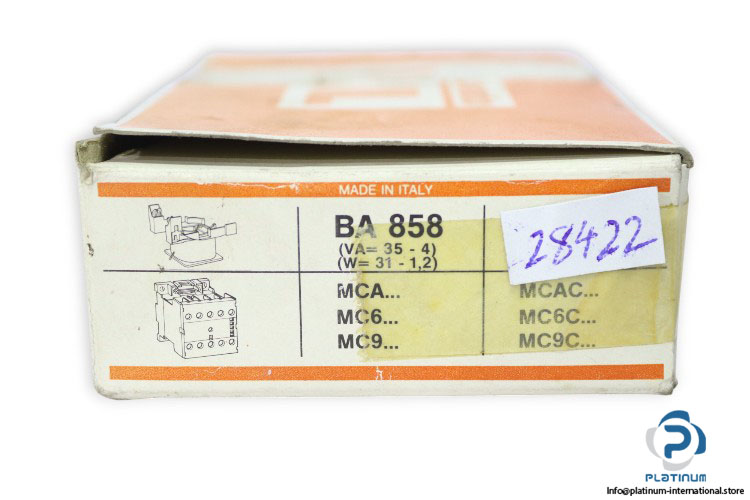 MADE IN ITALY
BA 858
(VA= 35 - 4)
(W= 31 - 1,2)
28422
MCA...
MC6...
MC9...
MCAC...
MC6C...
MC9C...
PLATINUM
Info@platinum-international.store